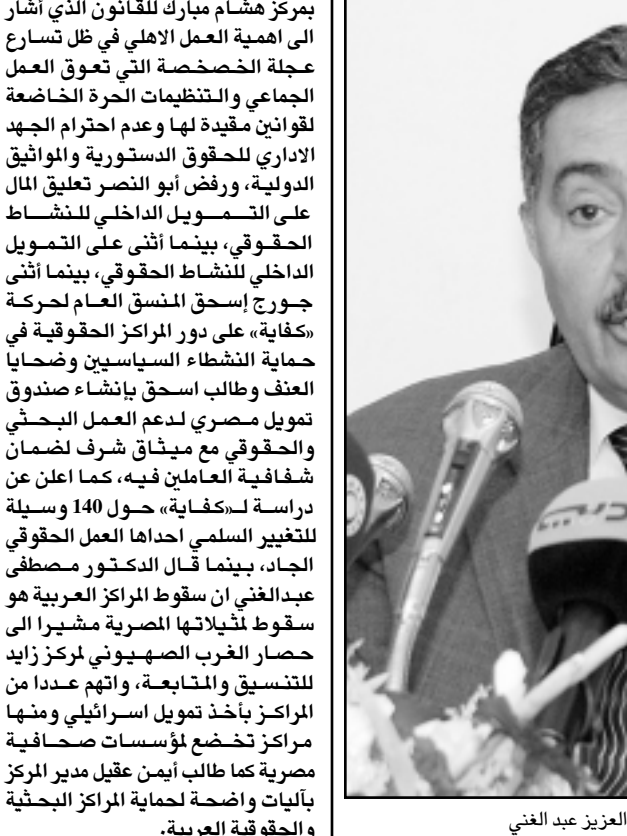 بمركز هشام مبارك للقانون الذي أشار
الى اهمية العمل الاهلي في ظل تسارع
عجلة الخصخصة التي تعوق العمل
الجماعي والتنظيمات الحرة الخاضعة
لقوانين مقيدة لها وعدم احترام الجهد
الاداري للحقوق الدستورية والمواثيق
الدولية، ورفض أبو النصر تعليق المال
على التمويل الداخلي للنشاط
الحقوقي، بينما أثنى على التمويل
الداخلي للنشاط الحقوقي، بينما أثنى
جورج إسحق المنسق العام لحركة
«كفاية» على دور المراكز الحقوقية في
حماية النشطاء السياسيين وضحايا
العنف وطالب اسحق بإنشاء صندوق
تمويل مصري لدعم العمل البحثي
والحقوقي مع ميثاق شرف لضمان
شفافية العاملين فيه، كما اعلن عن
دراسة لـ«كفاية» حول 140 وسيلة
للتغيير السلمي احداها العمل الحقوقي
الجاد، بينما قال الدكتور مصطفى
عبدالغني ان سقوط المراكز العربية هو
سقوط لمثيلاتها المصرية مشيرا الى
حصار الغرب الصهيوني لمركز زايد
للتنسيق والمتابعة، واتهم عددا من
المراكز بأخذ تمويل اسرائيلي ومنها
مراكز تخضع لمؤسسات صحافية
مصرية كما طالب أيمن عقيل مدير المركز
بآليات واضحة لحماية المراكز البحثية
والحقوقية العربية.
العزيز عبد الغني